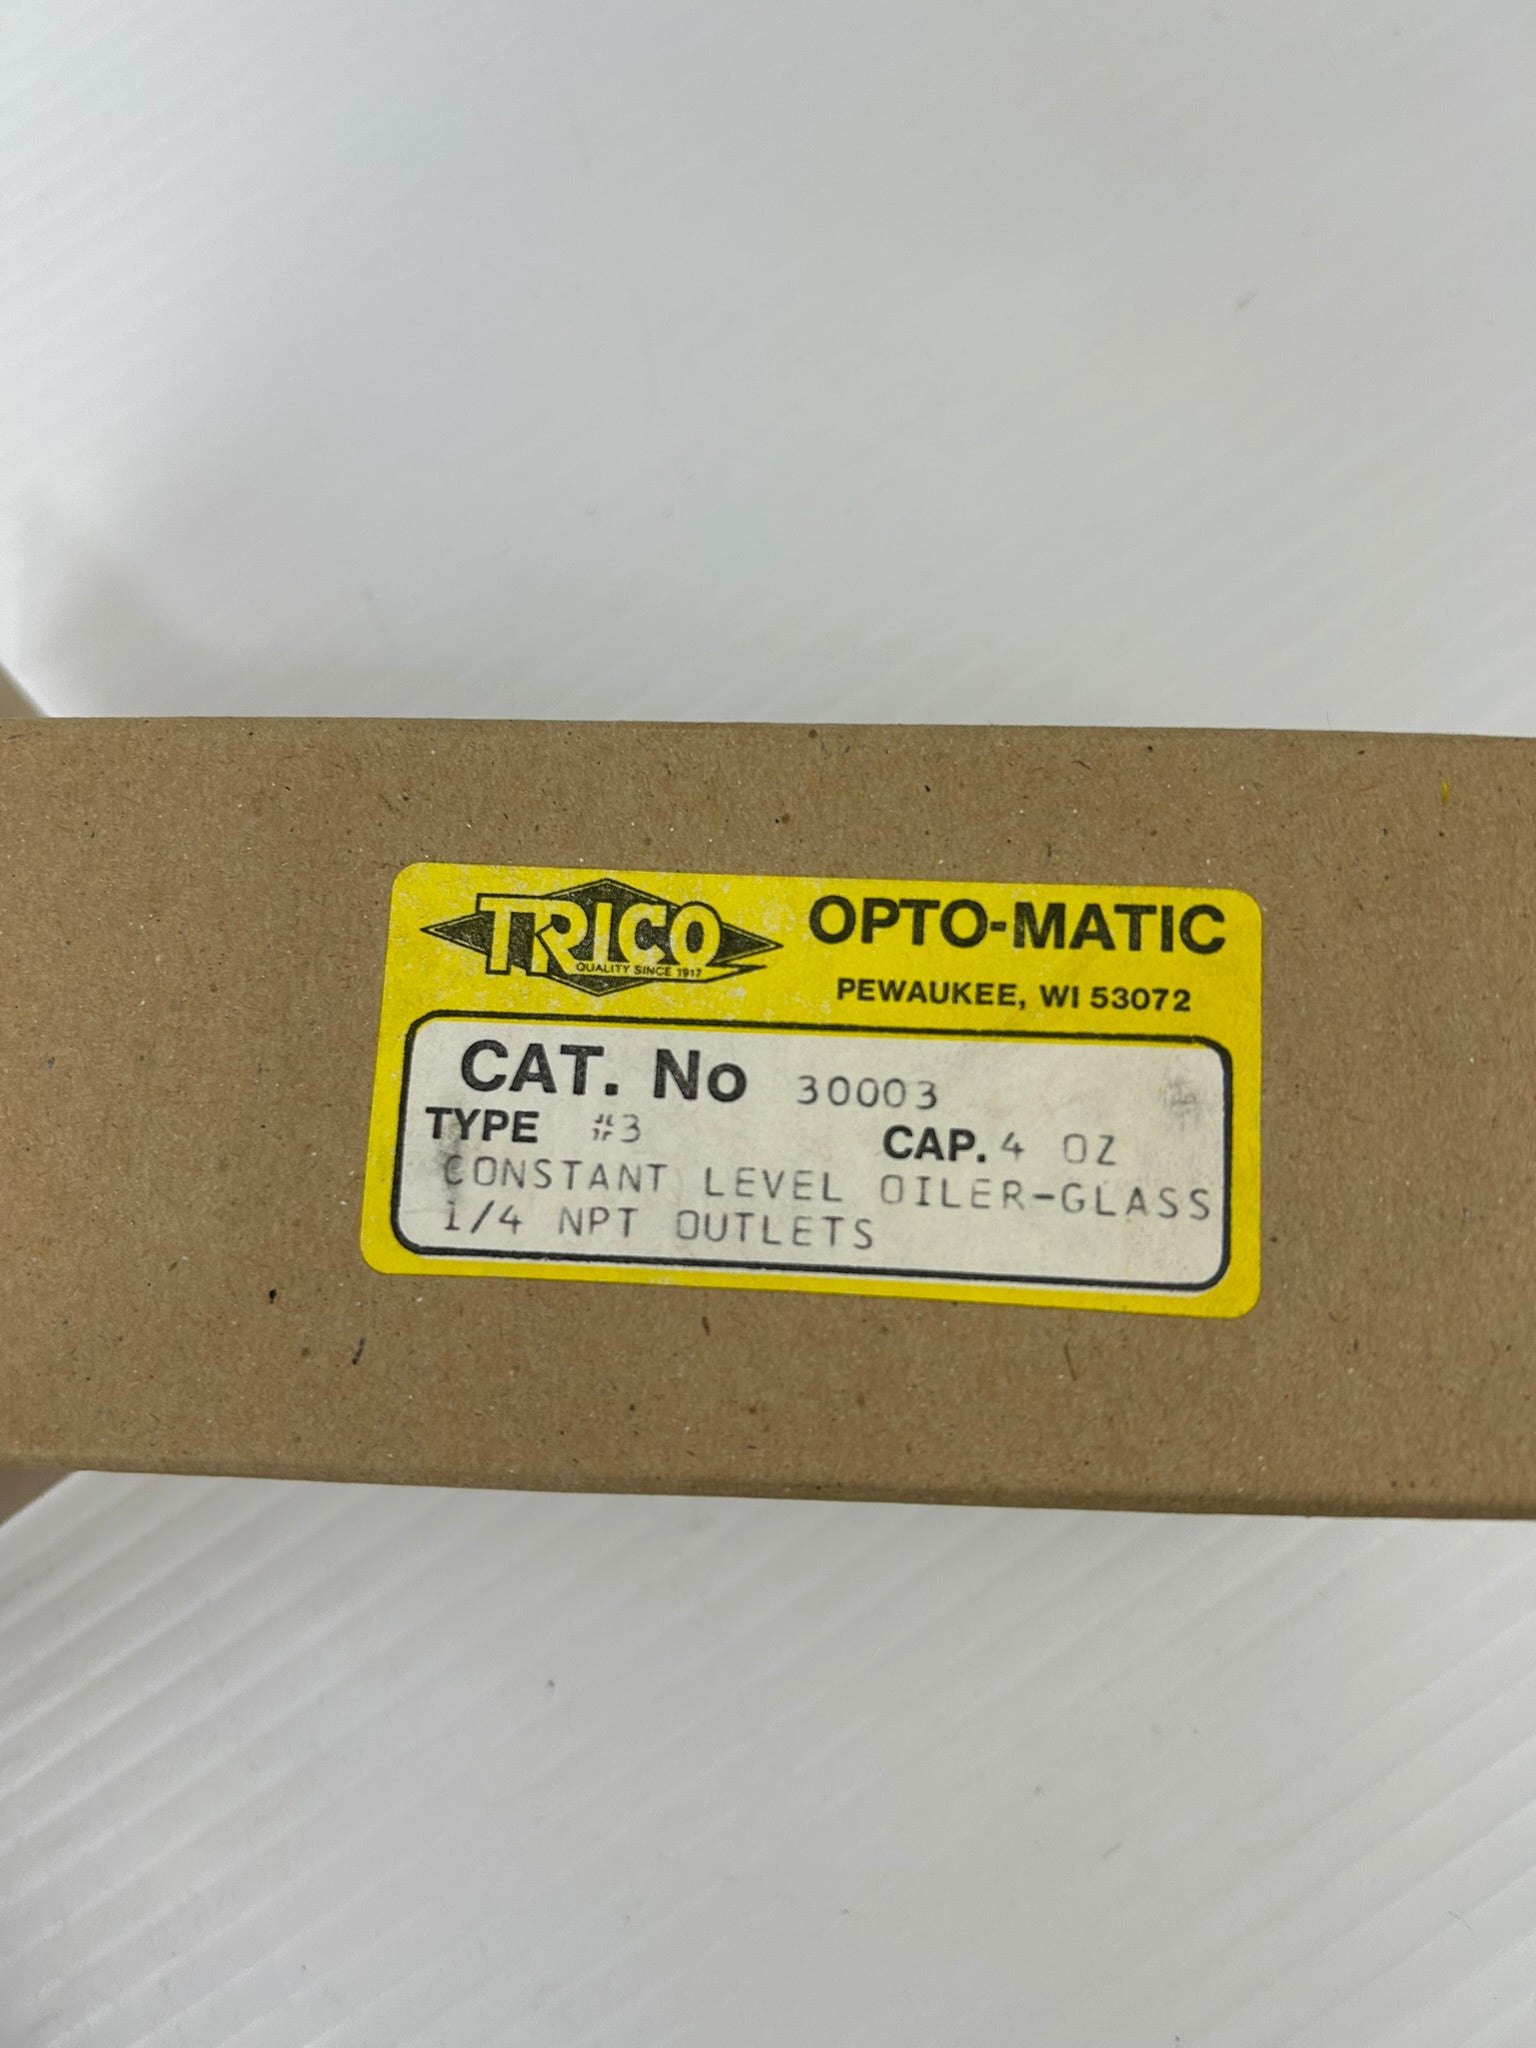 TRICO OPTO-MATIC
QUALITY SINCE 1917
PEWAUKEE, WI 53072
CAT. No 30003
TYPE #3 CAP. 4 OZ
CONSTANT LEVEL OILER-GLASS
1/4 NPT OUTLETS